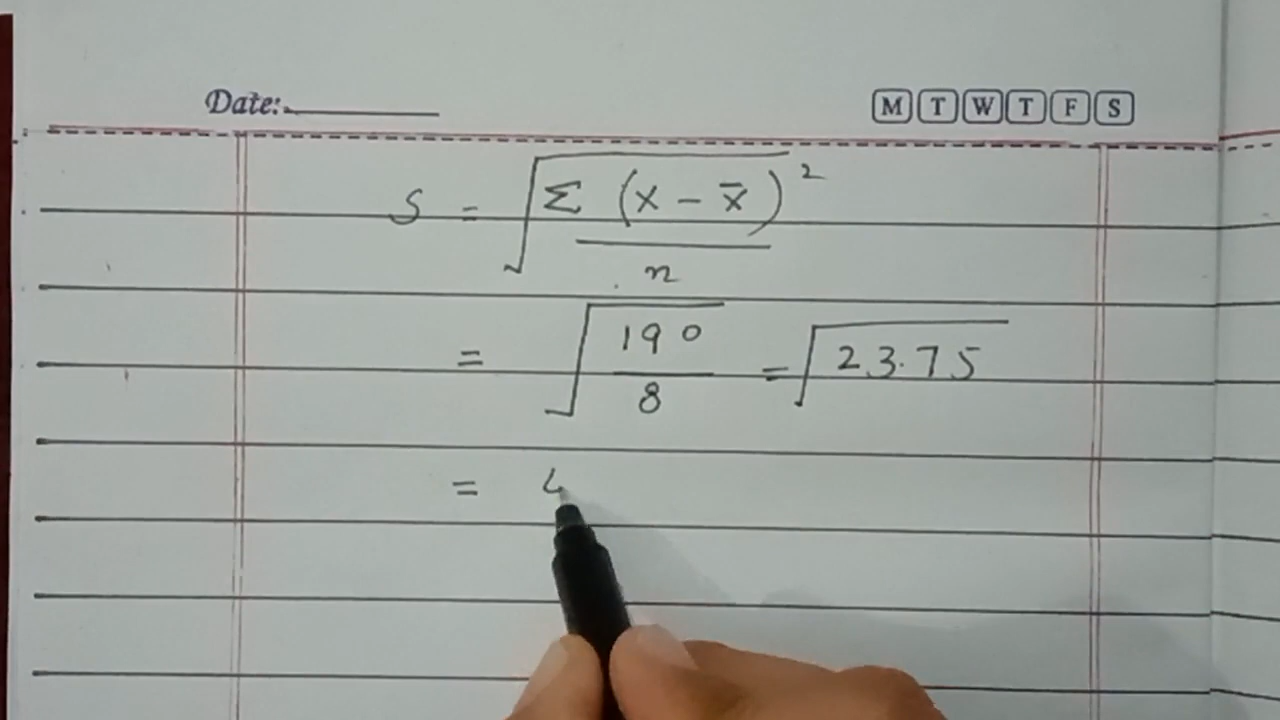 Date: M T W T F S
S = √ Σ (x - x̄)²
n
= √ 190 = √ 23.75
8
= 4